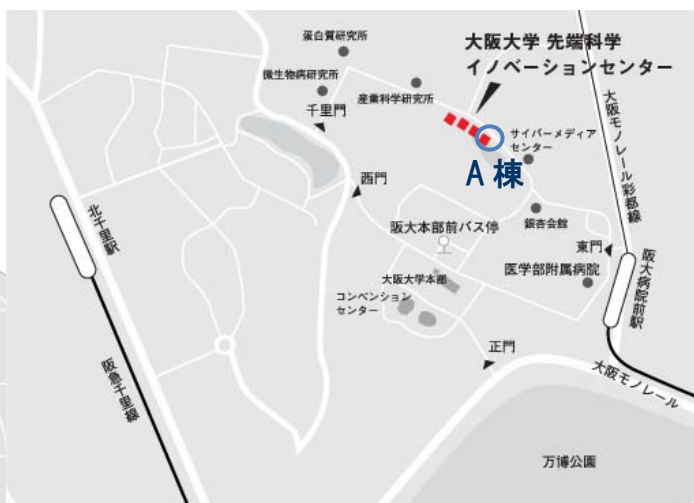 蛋白質研究所
大阪大学 先端科学
イノベーションセンター
微生物病研究所
産業科学研究所
千里門
サイバーメディア
センター
A棟
西門
銀杏会館
阪大本部前バス停
東門
北千里駅
大阪モノレール彩都線
阪大病院前駅
大阪大学本部
医学部附属病院
コンベンション
センター
正門
阪急千里線
大阪モノレール
万博公園